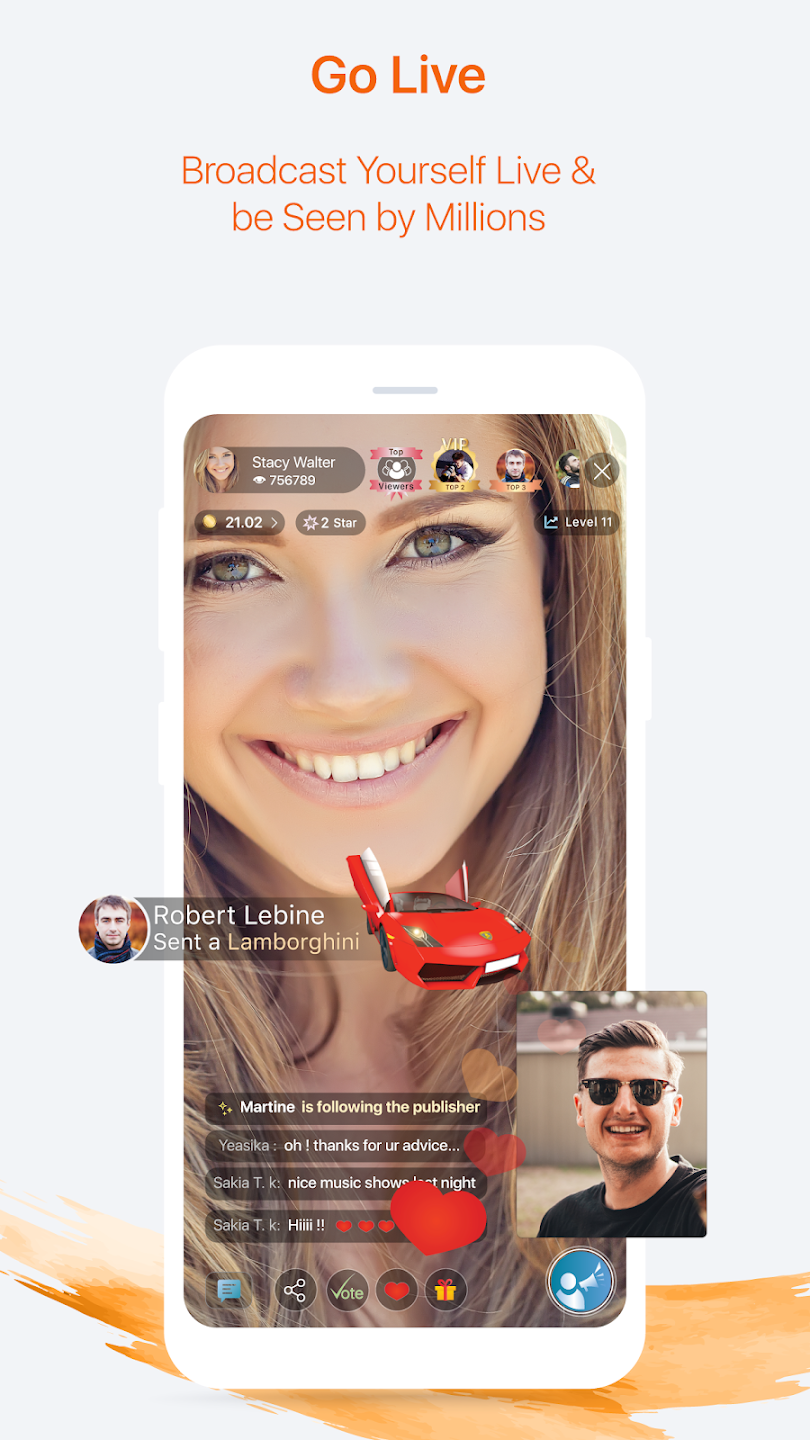 Go Live
Broadcast Yourself Live &
be Seen by Millions
Stacy Walter
756789
Top
Viewers
VIP
TOP 2
TOP 3
21.02
2 Star
Level 11
Robert Lebine
Sent a Lamborghini
Martine is following the publisher
Yeasika : oh ! thanks for ur advice...
Sakia T. k: nice music shows last night
Sakia T. k: Hiiii !!
Vote